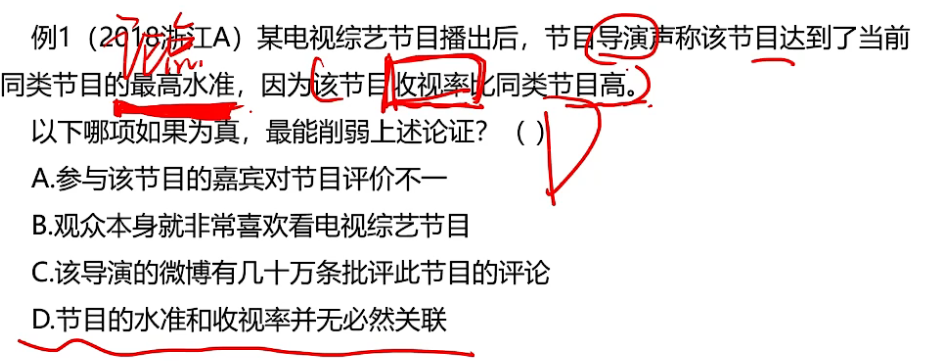 例1（2018浙江A）某电视综艺节目播出后，节目导演声称该节目达到了当前
同类节目的最高水准，因为该节目收视率比同类节目高。
论点
以下哪项如果为真，最能削弱上述论证？（ ）
D
A.参与该节目的嘉宾对节目评价不一
B.观众本身就非常喜欢看电视综艺节目
C.该导演的微博有几十万条批评此节目的评论
D.节目的水准和收视率并无必然关联